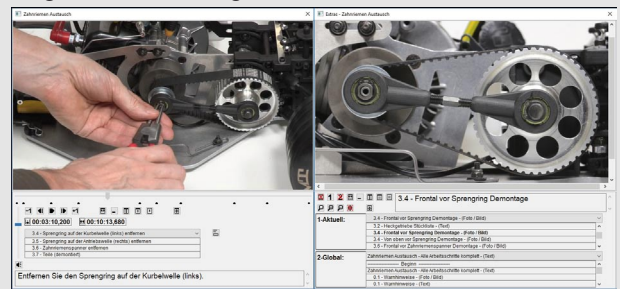 Zahnriemen Austausch
00:03:10,200
00:10:13,680
3.4 - Sprengring auf der Kurbelwelle (links) entfernen
3.5 - Sprengring auf der Antriebswelle (rechts) entfernen
3.6 - Zahnriemenspanner entfernen
3.7 - Teile (demontiert)
Entfernen Sie den Sprengring auf der Kurbelwelle (links).
Extras - Zahnriemen Austausch
3.4 - Frontal vor Sprengring Demontage
1-Aktuell:
3.4 - Frontal vor Sprengring Demontage - (Foto / Bild)
3.2 - Heckgetriebe Stückliste - (Text)
3.4 - Frontal vor Sprengring Demontage - (Foto / Bild)
3.4 - Von oben vor Sprengring Demontage - (Foto / Bild)
3.6 - Frontal vor Zahnriemenspanner Demontage - (Foto / Bild)
2-Global:
Zahnriemen Austausch - Alle Arbeitsschritte komplett - (Text)
Beginn
Zahnriemen Austausch - Alle Arbeitsschritte komplett - (Text)
0.1 - Warnhinweise - (Foto / Bild)
0.1 - Warnhinweise - (Text)